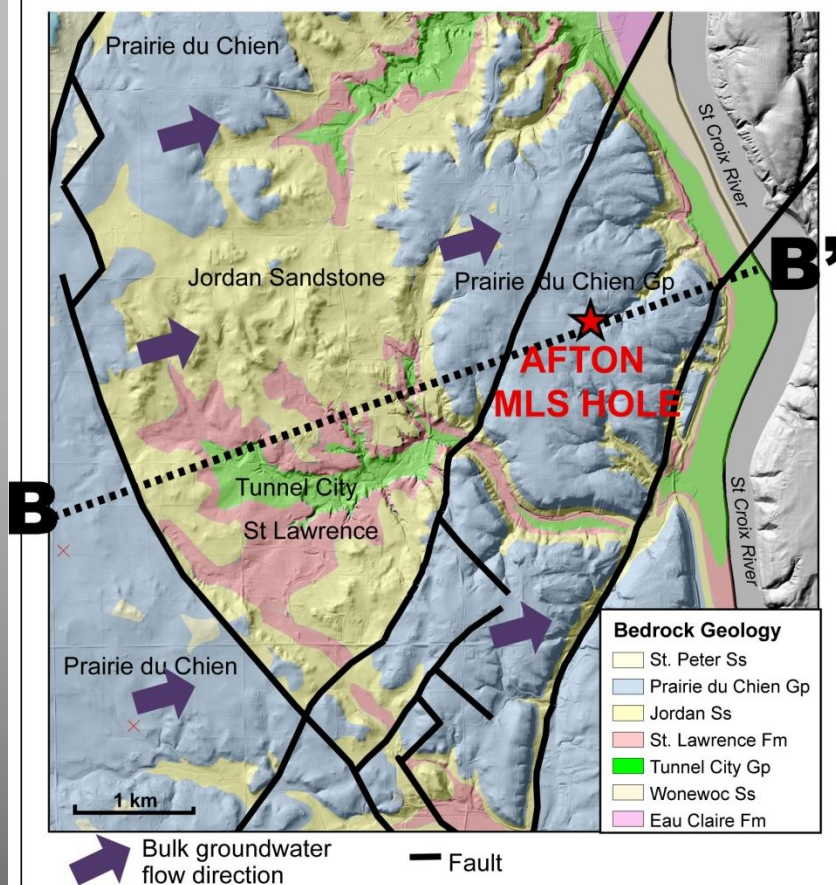 Prairie du Chien
St Croix River
Jordan Sandstone
Prairie du Chien Gp
B'
AFTON
MLS HOLE
B
Tunnel City
St Lawrence
St Croix River
Prairie du Chien
Bedrock Geology
St. Peter Ss
Prairie du Chien Gp
Jordan Ss
St. Lawrence Fm
Tunnel City Gp
Wonewoc Ss
Eau Claire Fm
1 km
Bulk groundwater
flow direction
Fault